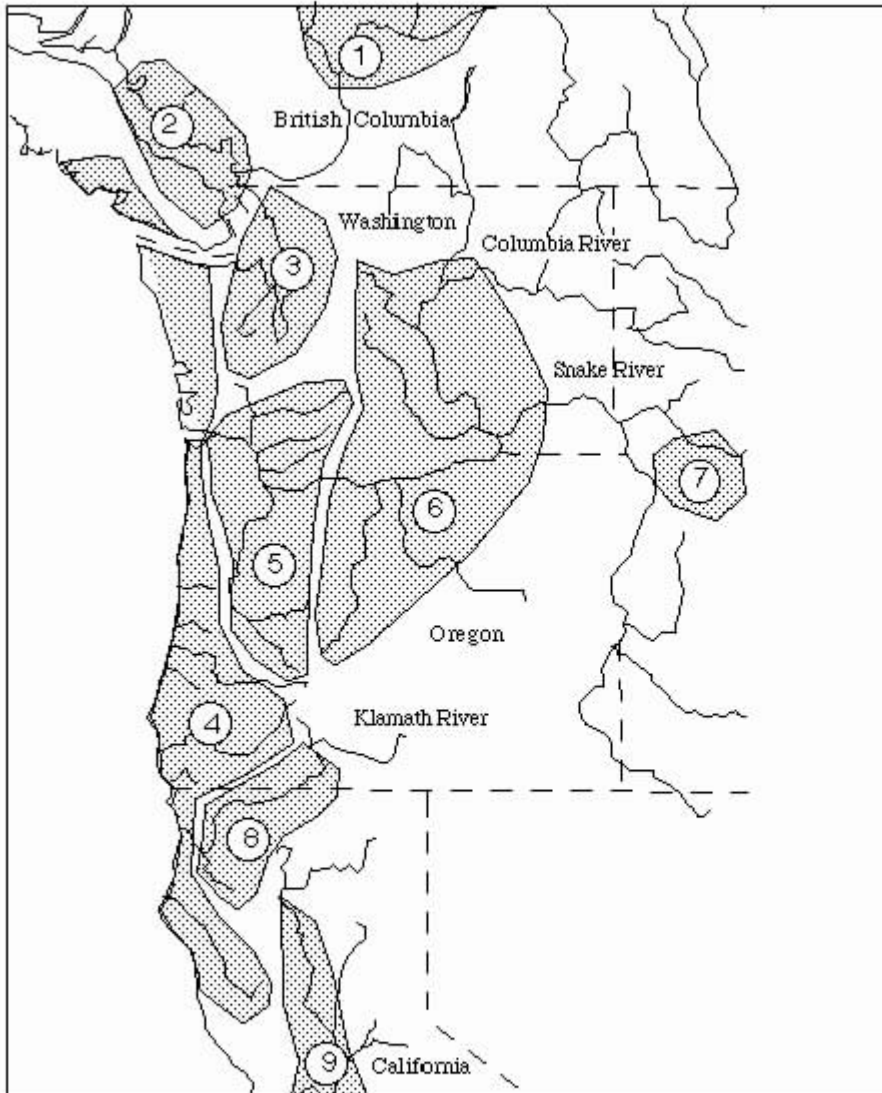 1
2
British Columbia
Washington
Columbia River
3
Snake River
7
6
5
Oregon
Klamath River
4
8
9
California